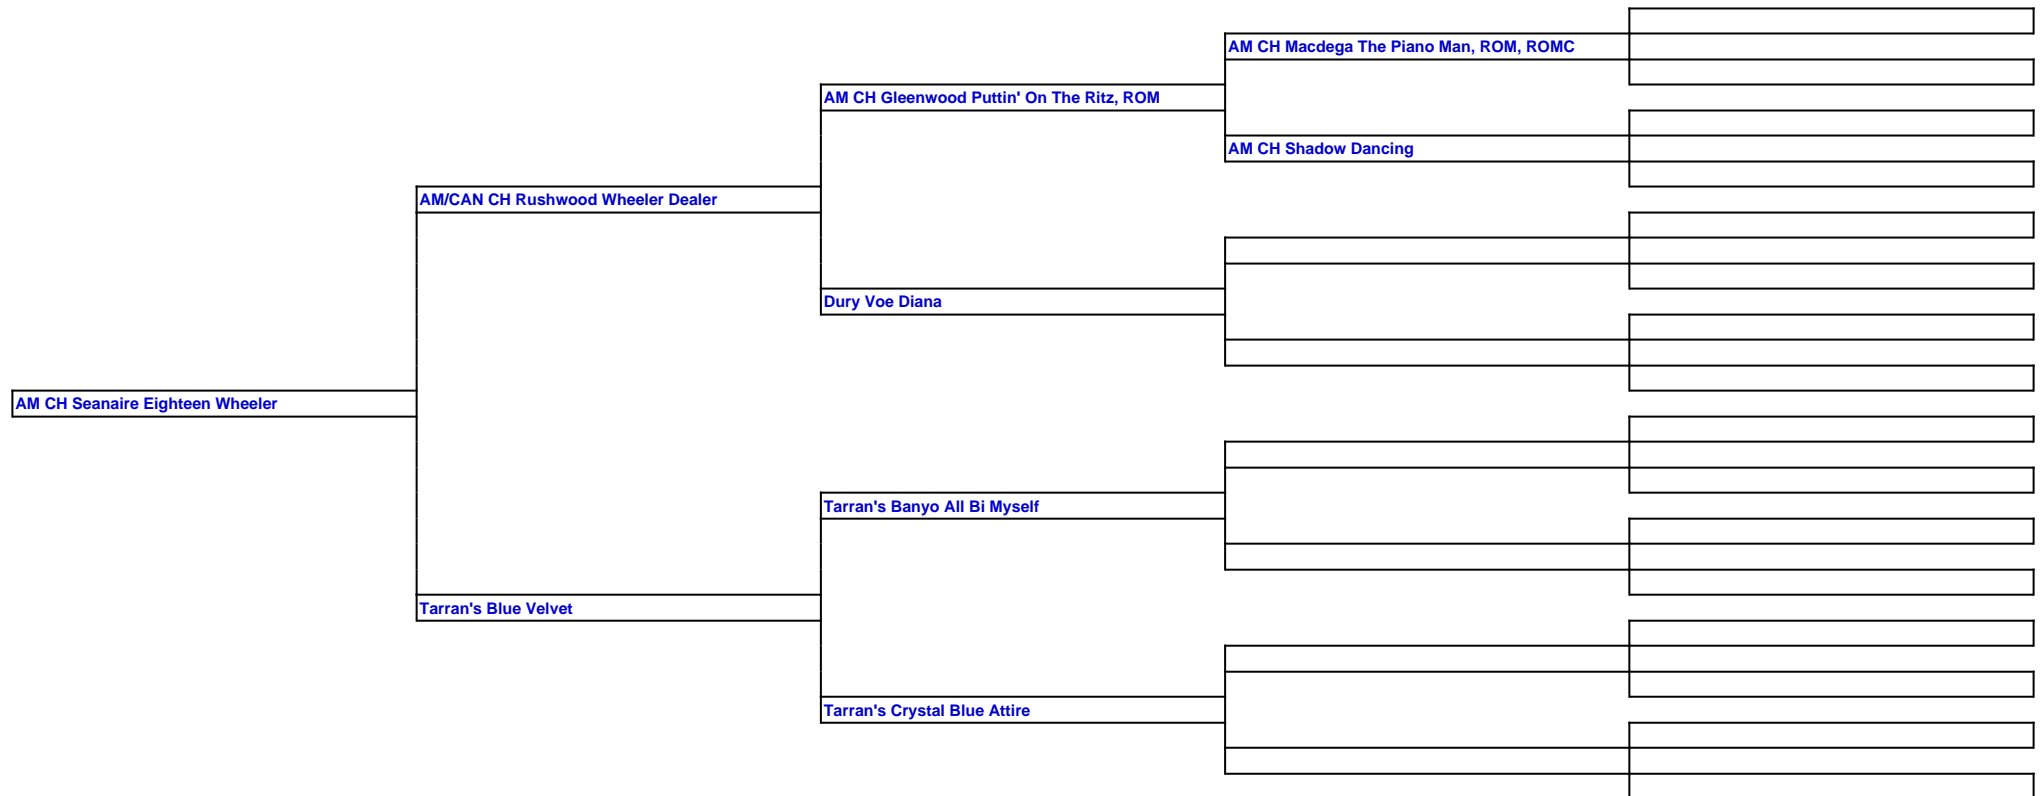 AM CH Macdega The Piano Man, ROM, ROMC
AM CH Gleenwood Puttin' On The Ritz, ROM
AM CH Shadow Dancing
AM/CAN CH Rushwood Wheeler Dealer
Dury Voe Diana
AM CH Seanaire Eighteen Wheeler
Tarran's Banyo All Bi Myself
Tarran's Blue Velvet
Tarran's Crystal Blue Attire